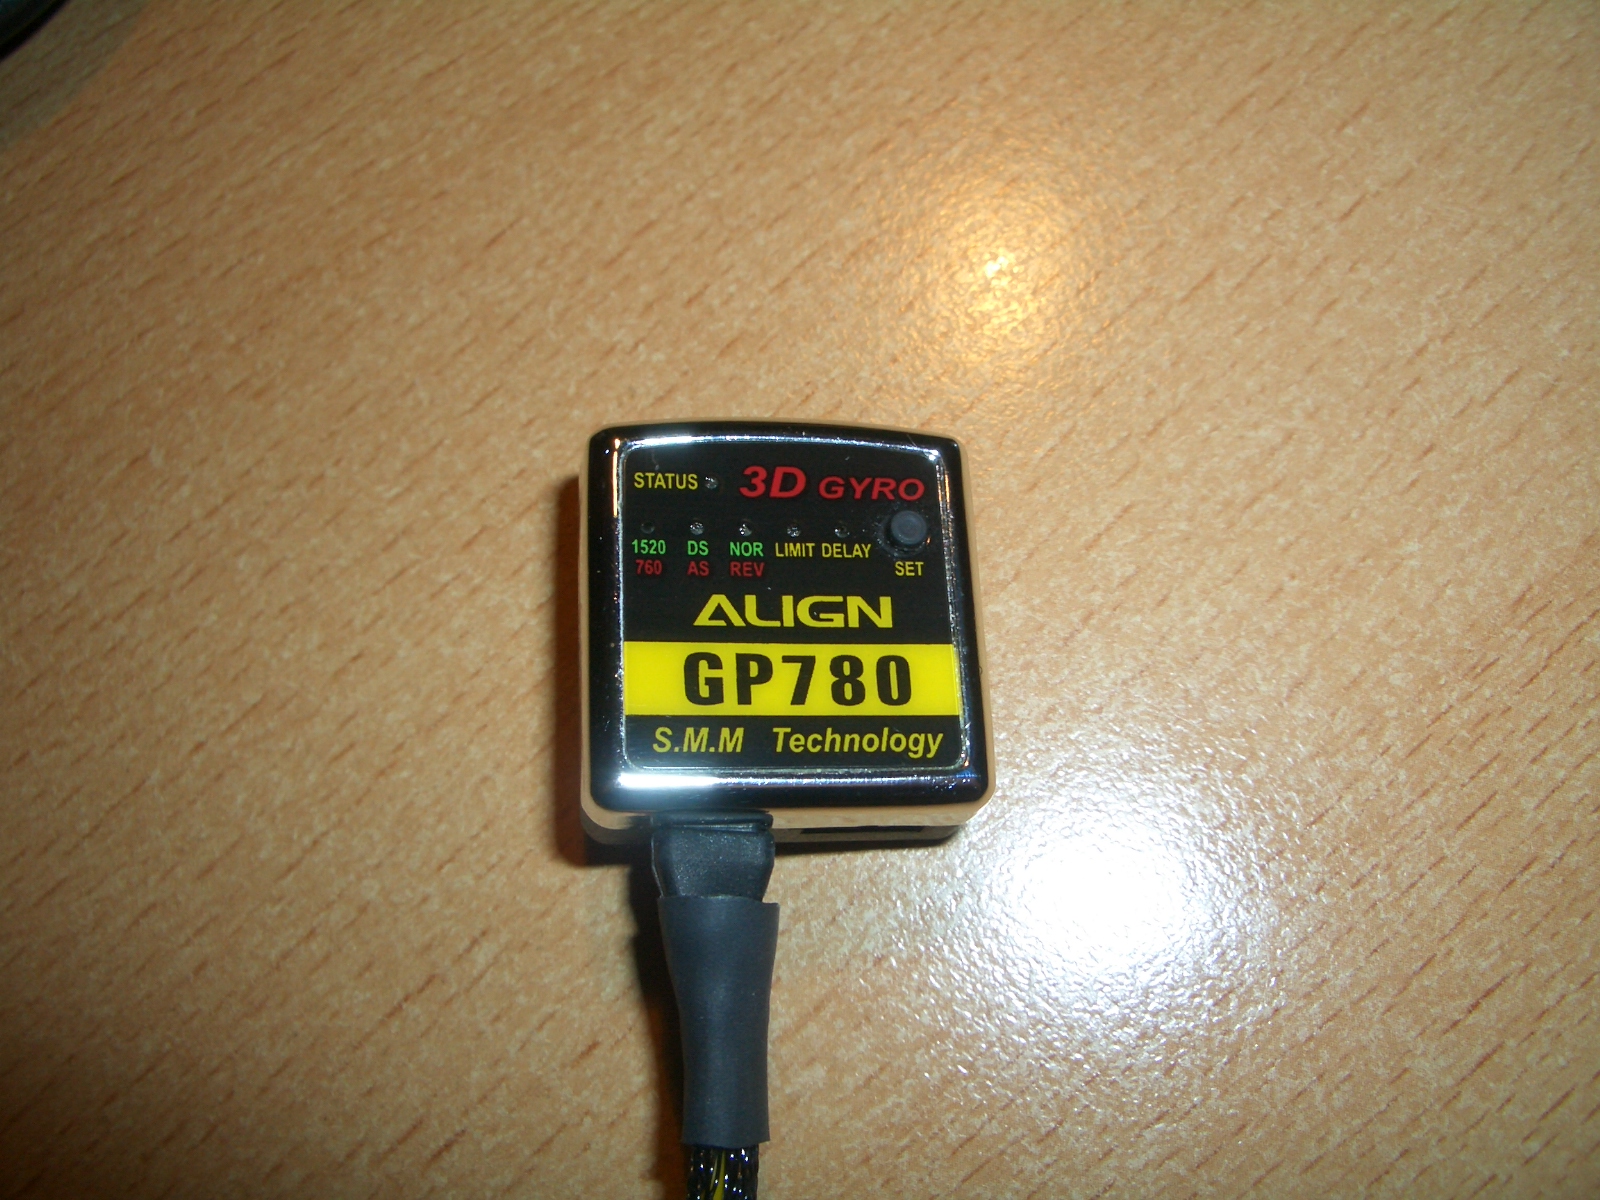 STATUS 3D GYRO
1520 DS NOR LIMIT DELAY
760 AS REV SET
ALIGN
GP780
S.M.M Technology